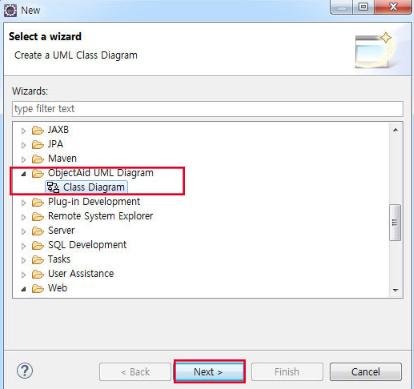 New
Select a wizard
Create a UML Class Diagram
Wizards:
type filter text
JAXB
JPA
Maven
ObjectAid UML Diagram
Class Diagram
Plug-in Development
Remote System Explorer
Server
SQL Development
Tasks
User Assistance
Web
?
< Back Next > Finish Cancel